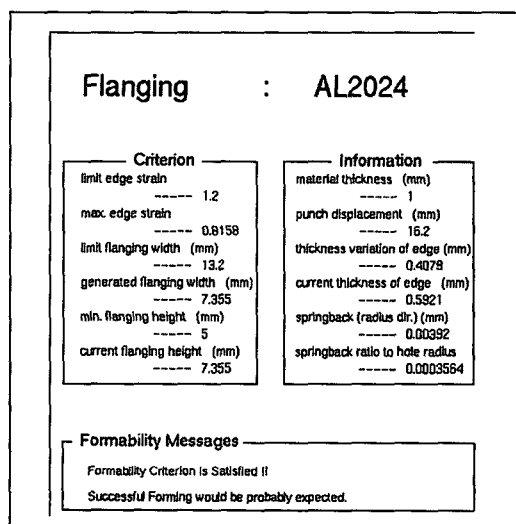 Flanging : AL2024
Criterion
limit edge strain
----- 1.2
max. edge strain
----- 0.8158
limit flanging width (mm)
----- 13.2
generated flanging width (mm)
----- 7.355
min. flanging height (mm)
----- 5
current flanging height (mm)
----- 7.355
Information
material thickness (mm)
----- 1
punch displacement (mm)
----- 16.2
thickness variation of edge (mm)
----- 0.4079
current thickness of edge (mm)
----- 0.5921
springback (radius dir.) (mm)
----- 0.00392
springback ratio to hole radius
----- 0.0003564
Formability Messages
Formability Criterion is Satisfied !!
Successful Forming would be probably expected.